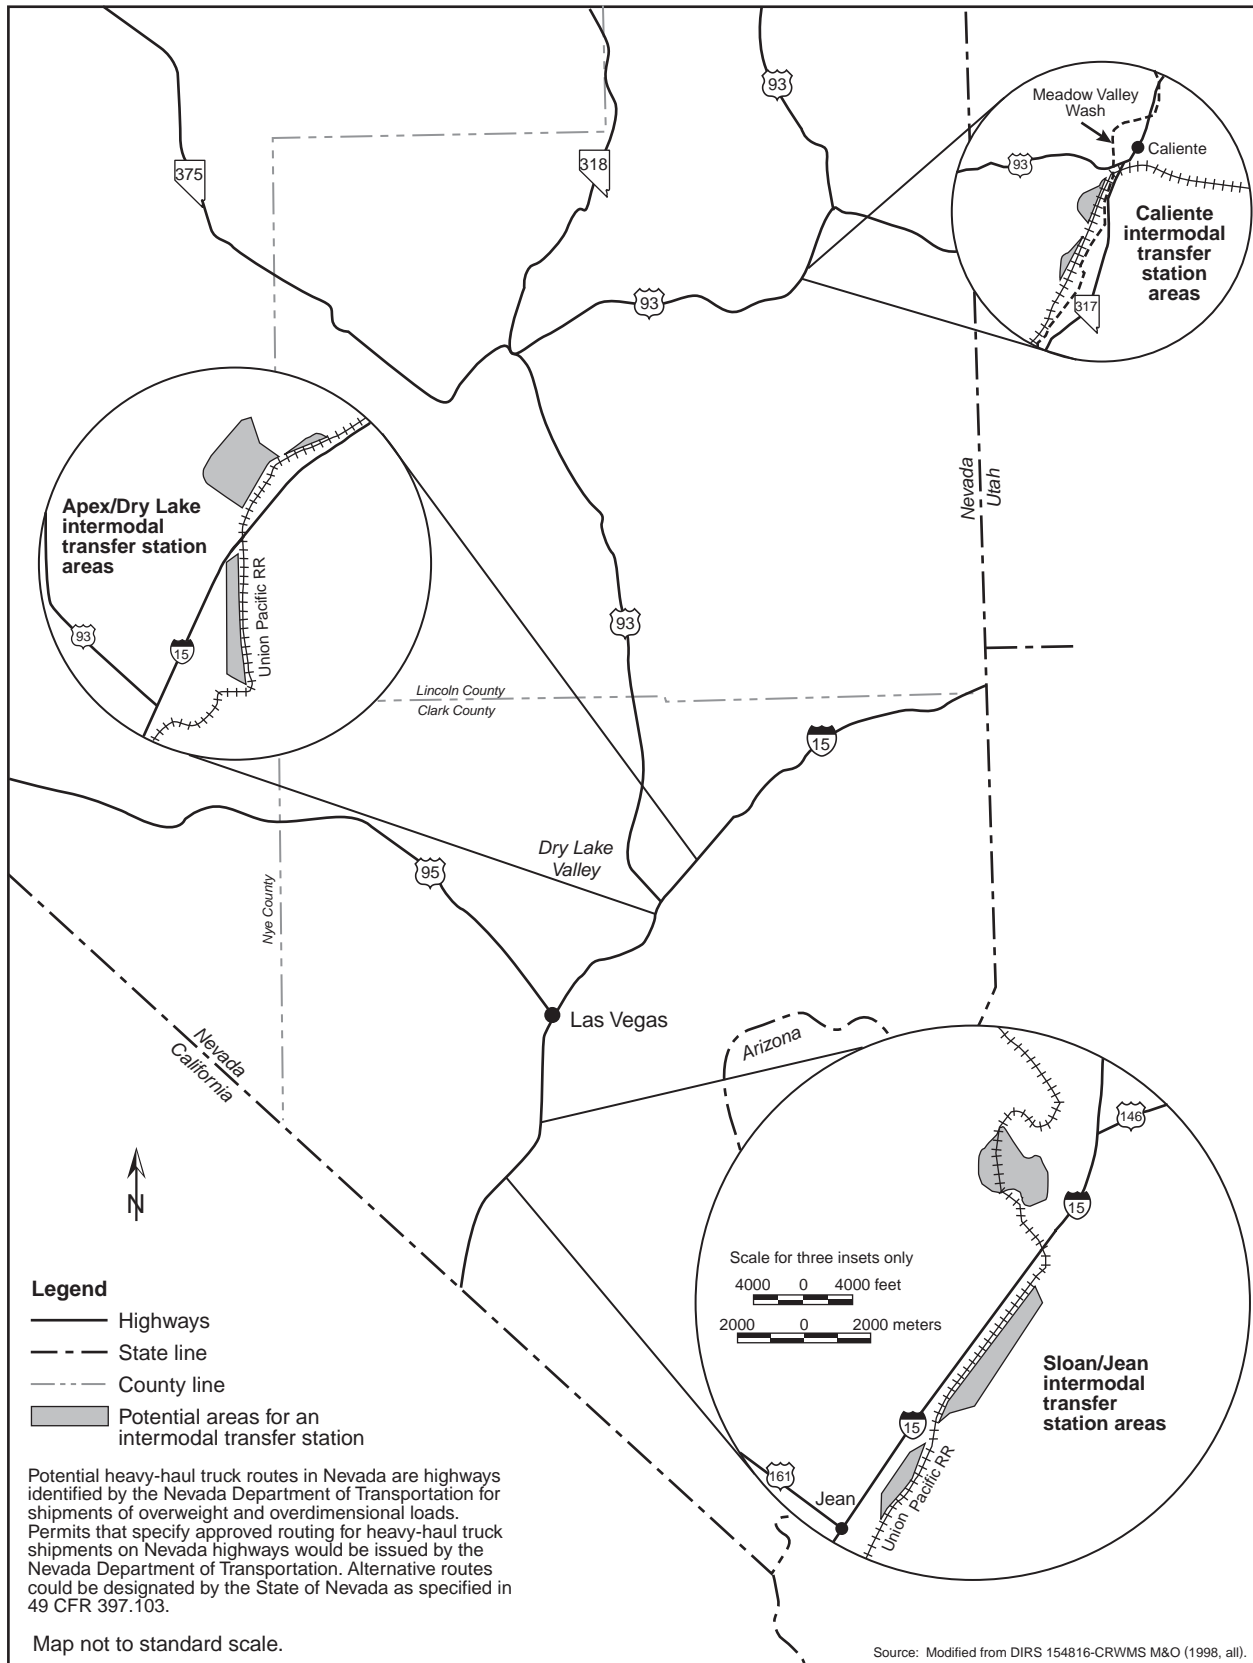 93
Meadow Valley
Wash
Caliente
375
318
93
Caliente
intermodal
transfer
station
areas
317
93
Nevada
Utah
Apex/Dry Lake
intermodal
transfer station
areas
Union Pacific RR
93
15
93
Lincoln County
Clark County
15
Dry Lake
Valley
95
Nye County
Las Vegas
Nevada
California
Arizona
146
N
15
Scale for three insets only
4000 0 4000 feet
2000 0 2000 meters
Sloan/Jean
intermodal
transfer
station areas
15
161
Jean
Union Pacific RR
Legend
Highways
State line
County line
Potential areas for an
intermodal transfer station
Potential heavy-haul truck routes in Nevada are highways
identified by the Nevada Department of Transportation for
shipments of overweight and overdimensional loads.
Permits that specify approved routing for heavy-haul truck
shipments on Nevada highways would be issued by the
Nevada Department of Transportation. Alternative routes
could be designated by the State of Nevada as specified in
49 CFR 397.103.
Map not to standard scale.
Source: Modified from DIRS 154816-CRWMS M&O (1998, all).